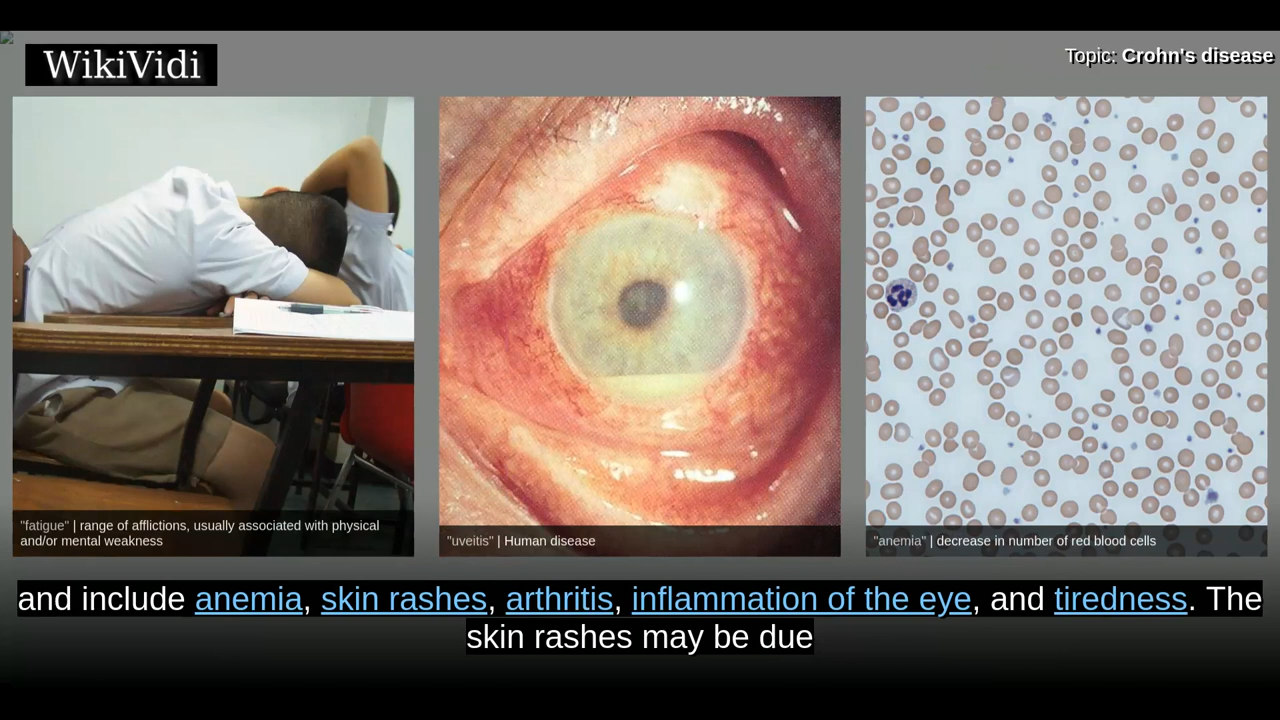 WikiVidi
Topic: Crohn's disease
"fatigue" | range of afflictions, usually associated with physical
and/or mental weakness
"uveitis" | Human disease
"anemia" | decrease in number of red blood cells
and include anemia, skin rashes, arthritis, inflammation of the eye, and tiredness. The
skin rashes may be due